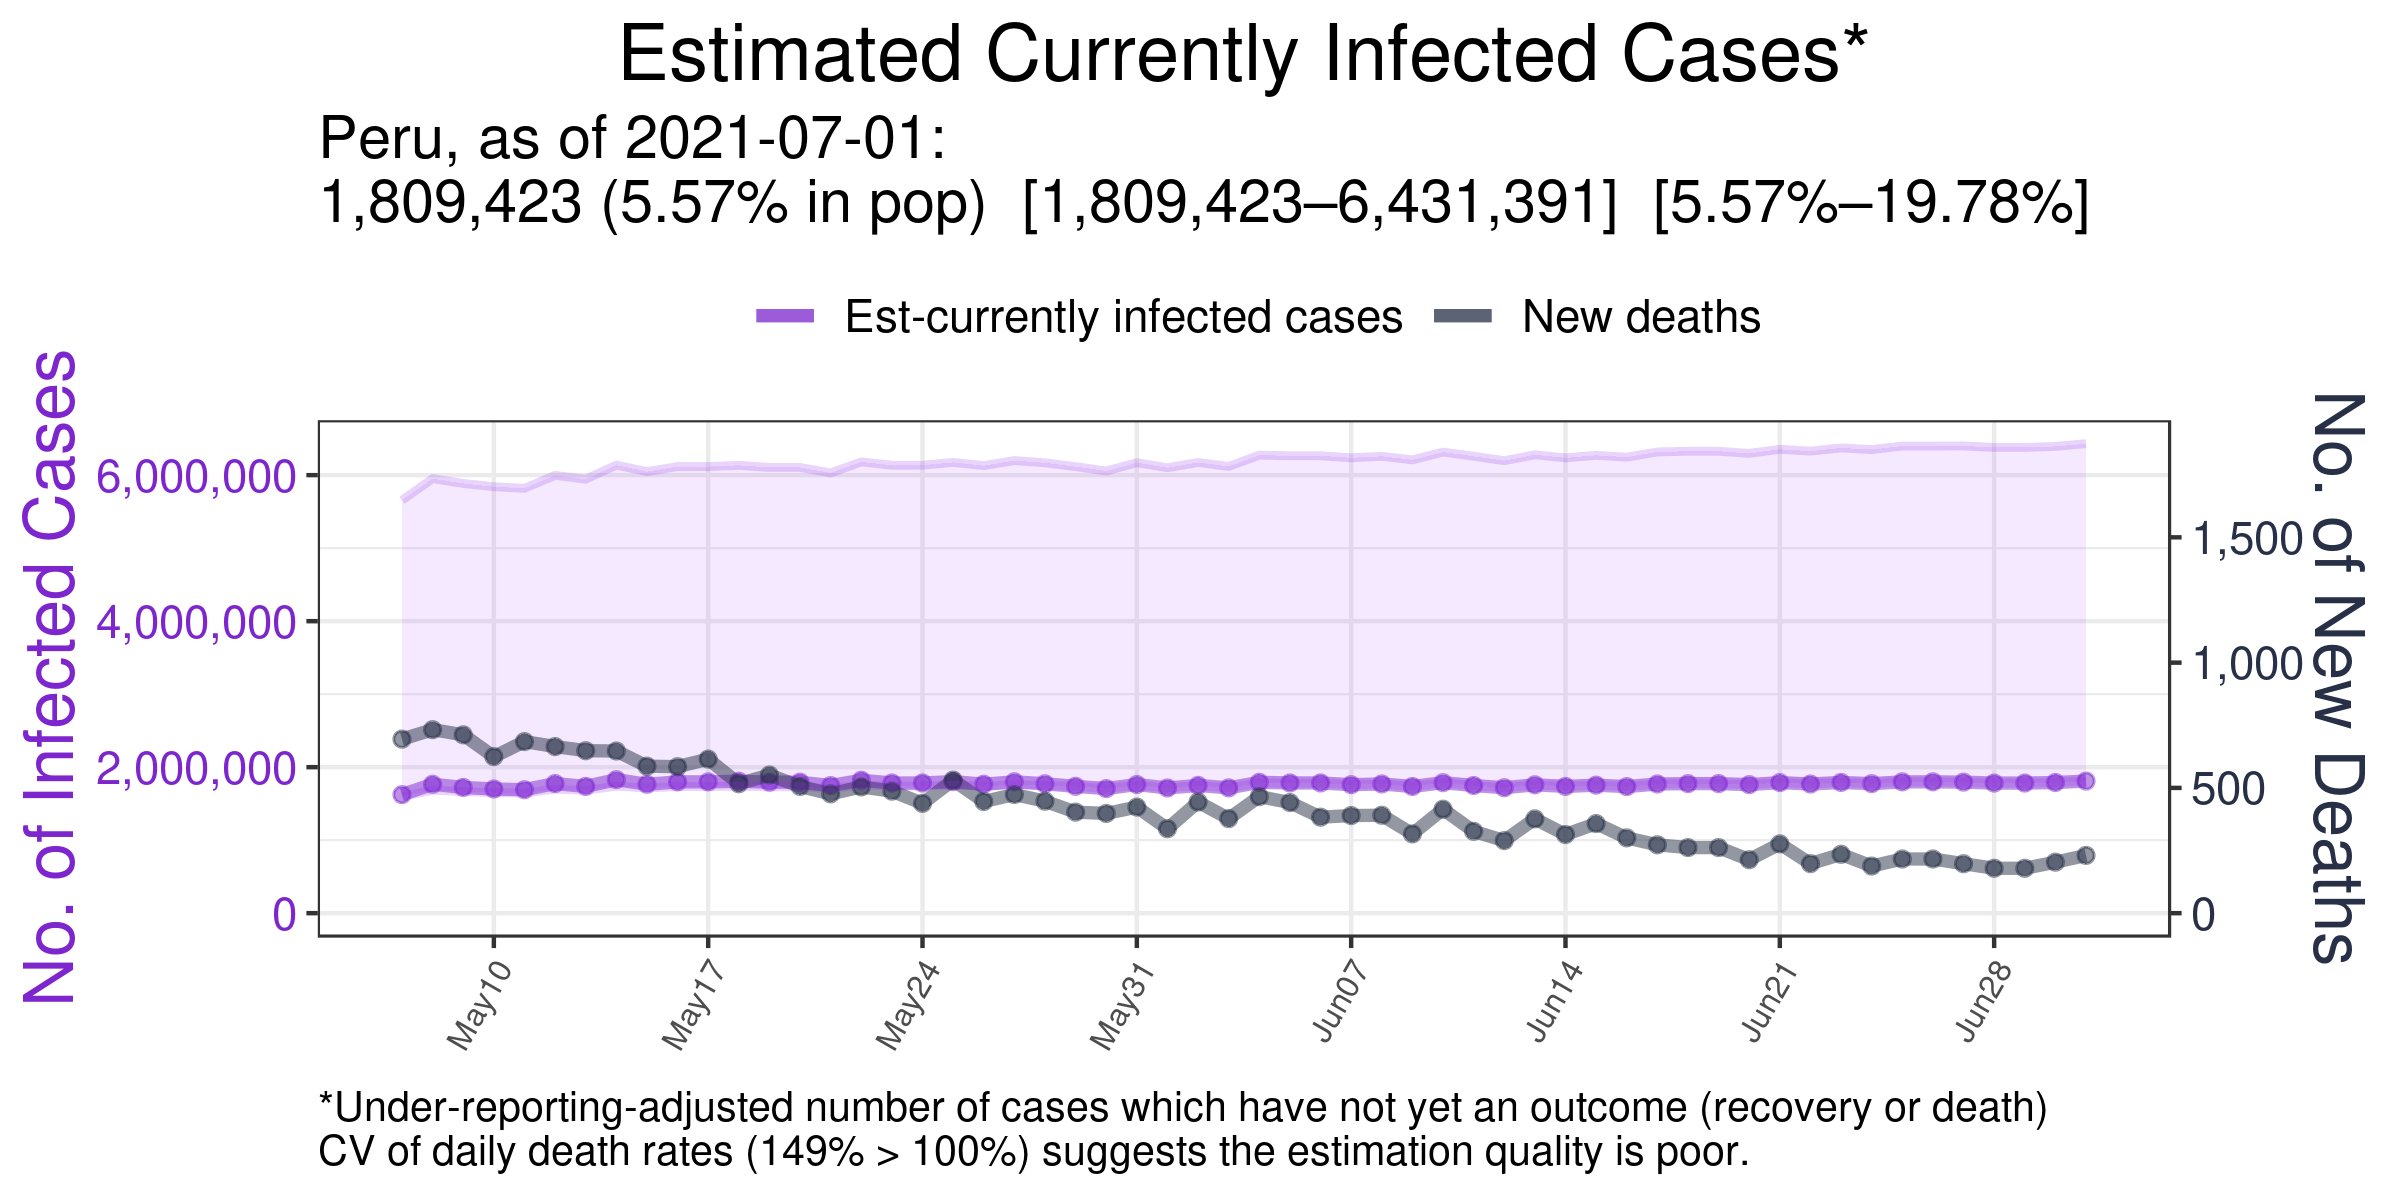 Estimated Currently Infected Cases*
Peru, as of 2021-07-01:
1,809,423 (5.57% in pop)  [1,809,423–6,431,391]  [5.57%–19.78%]
Est-currently infected cases
New deaths
No. of Infected Cases
6,000,000
4,000,000
2,000,000
0
1,500
1,000
500
0
No. of New Deaths
May10
May17
May24
May31
Jun07
Jun14
Jun21
Jun28
*Under-reporting-adjusted number of cases which have not yet an outcome (recovery or death)
CV of daily death rates (149% > 100%) suggests the estimation quality is poor.